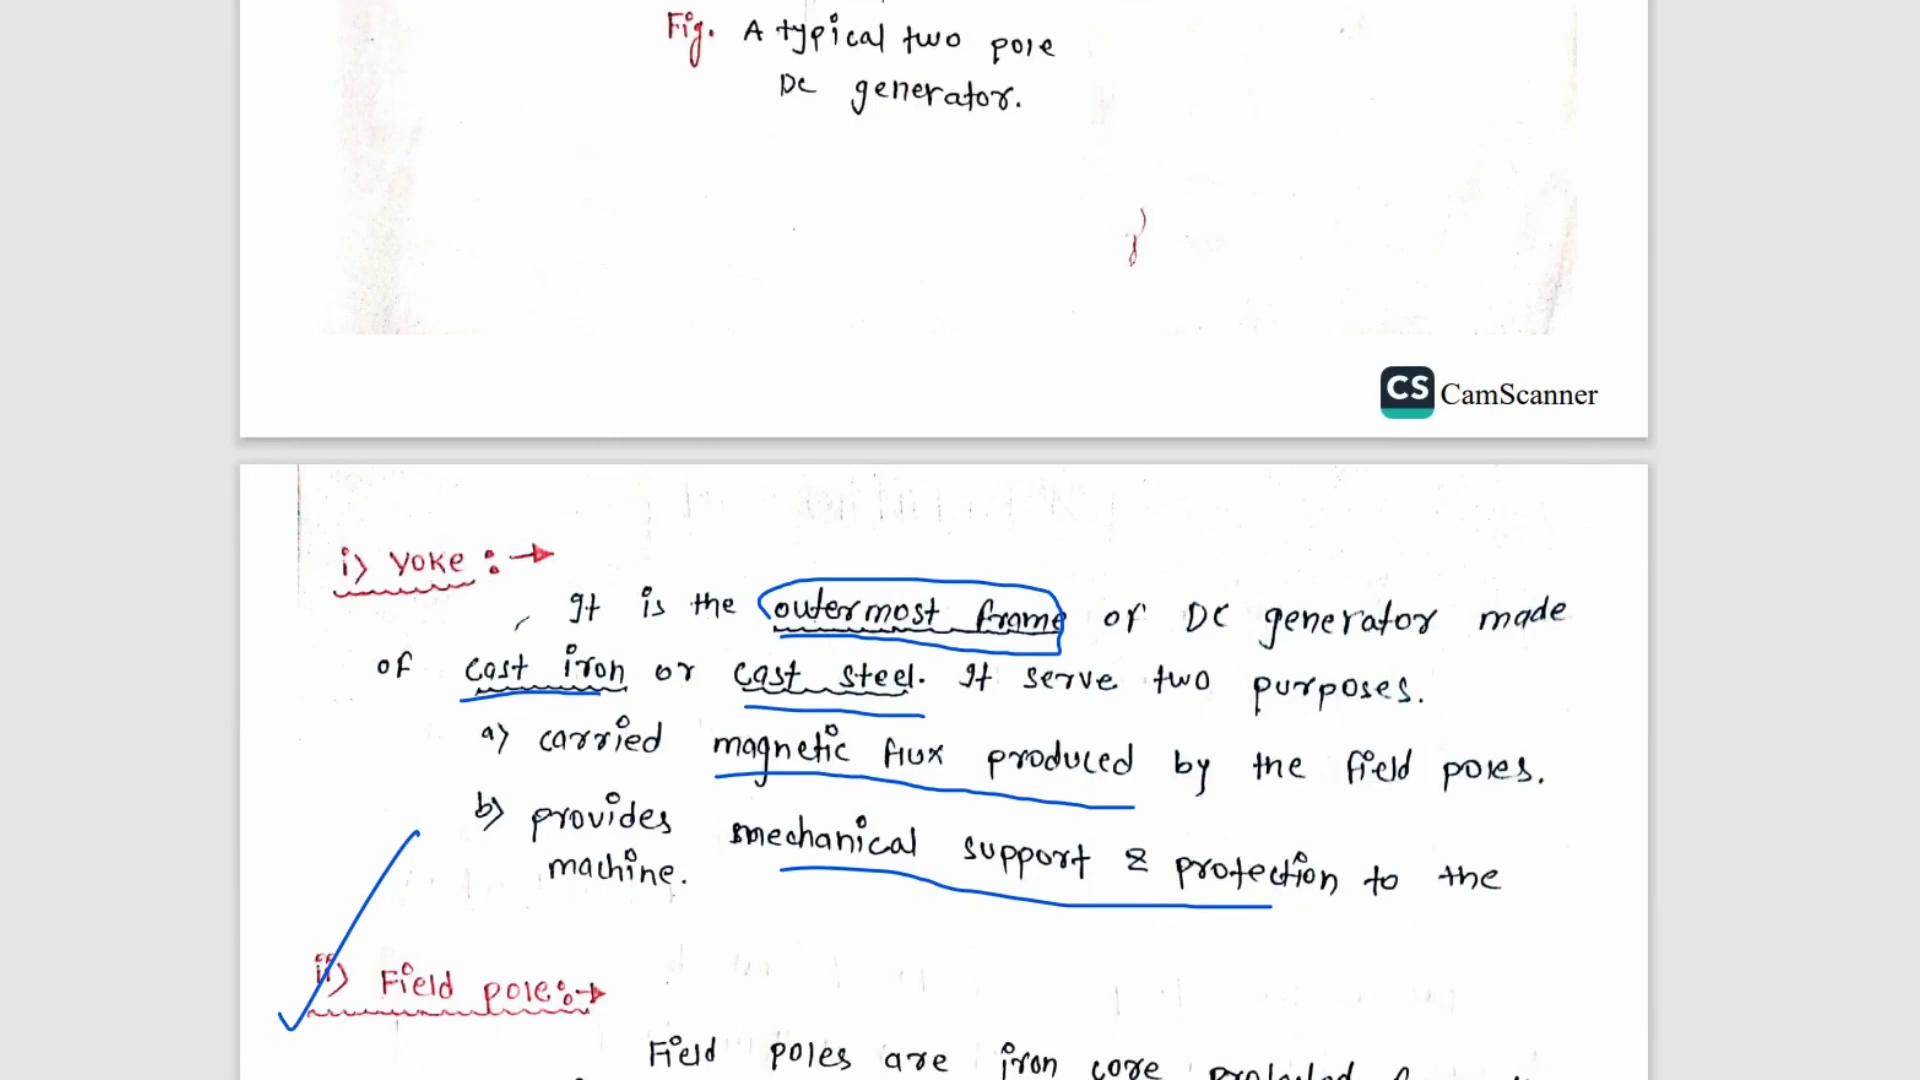 Fig. A typical two pole
DC generator.
CS CamScanner
i) Yoke :→
It is the outermost frame of DC generator made
of cast iron or cast steel. It serve two purposes.
a) carried magnetic flux produced by the field poles.
b) provides mechanical support & protection to the
machine.
ii) Field pole:→
Field poles are iron core